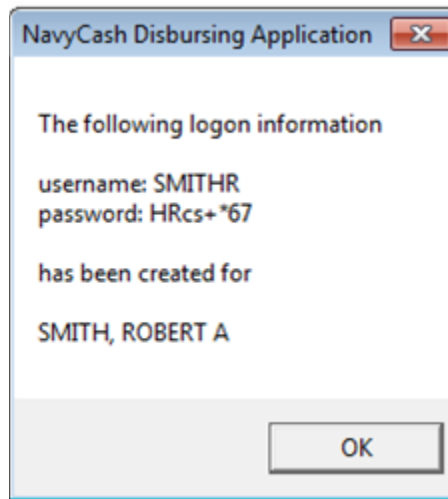 NavyCash Disbursing Application
The following logon information
username: SMITHR
password: HRcs+*67
has been created for
SMITH, ROBERT A
OK